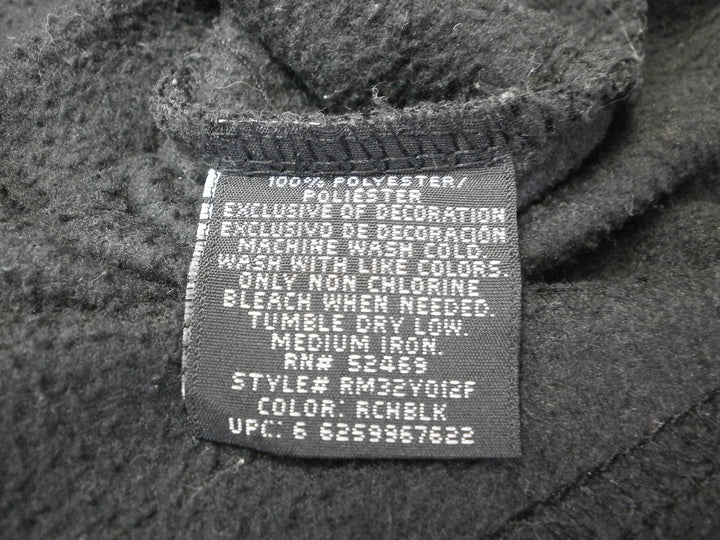 100% POLYESTER/
POLIESTER
EXCLUSIVE OF DECORATION
EXCLUSIVO DE DECORACIÓN
MACHINE WASH COLD.
WASH WITH LIKE COLORS.
ONLY NON CHLORINE
BLEACH WHEN NEEDED.
TUMBLE DRY LOW.
MEDIUM IRON.
RN# 52469
STYLE# RM32Y012F
COLOR: RCHBLK
UPC: 6 6259967622